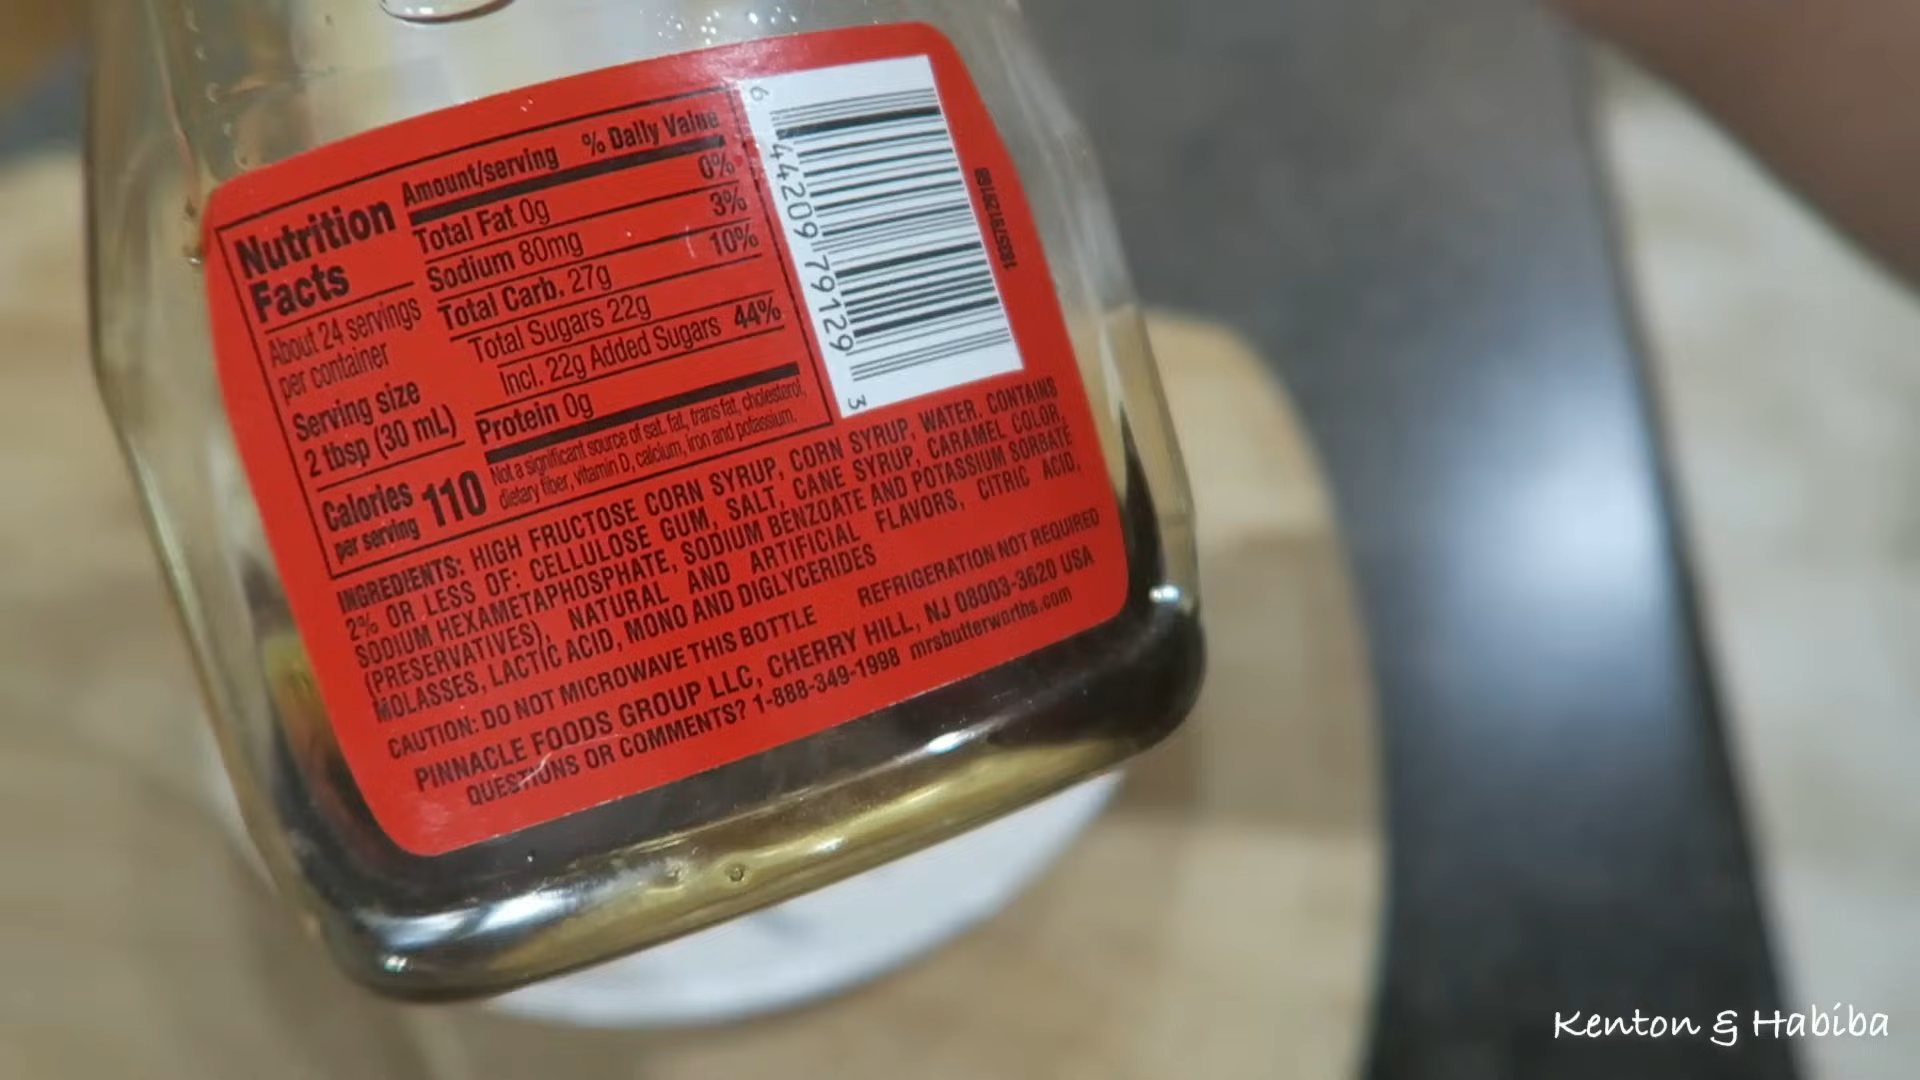 Nutrition
Facts
About 24 servings
per container
Serving size
2 tbsp (30 mL)
Calories
per serving
110
Amount/serving % Daily Value
Total Fat 0g 0%
Sodium 80mg 3%
Total Carb. 27g 10%
Total Sugars 22g
Incl. 22g Added Sugars 44%
Protein 0g
Not a significant source of sat. fat, trans fat, cholesterol,
dietary fiber, vitamin D, calcium, iron and potassium.
6 44209 79129 3
INGREDIENTS: HIGH FRUCTOSE CORN SYRUP, CORN SYRUP, WATER, CONTAINS
2% OR LESS OF: CELLULOSE GUM, SALT, CANE SYRUP, CARAMEL COLOR,
SODIUM HEXAMETAPHOSPHATE, SODIUM BENZOATE AND POTASSIUM SORBATE
(PRESERVATIVES), NATURAL AND ARTIFICIAL FLAVORS, CITRIC ACID,
MOLASSES, LACTIC ACID, MONO AND DIGLYCERIDES
CAUTION: DO NOT MICROWAVE THIS BOTTLE REFRIGERATION NOT REQUIRED
PINNACLE FOODS GROUP LLC, CHERRY HILL, NJ 08003-3620 USA
QUESTIONS OR COMMENTS? 1-888-349-1998 mrsbutterworths.com
Kenton & Habiba